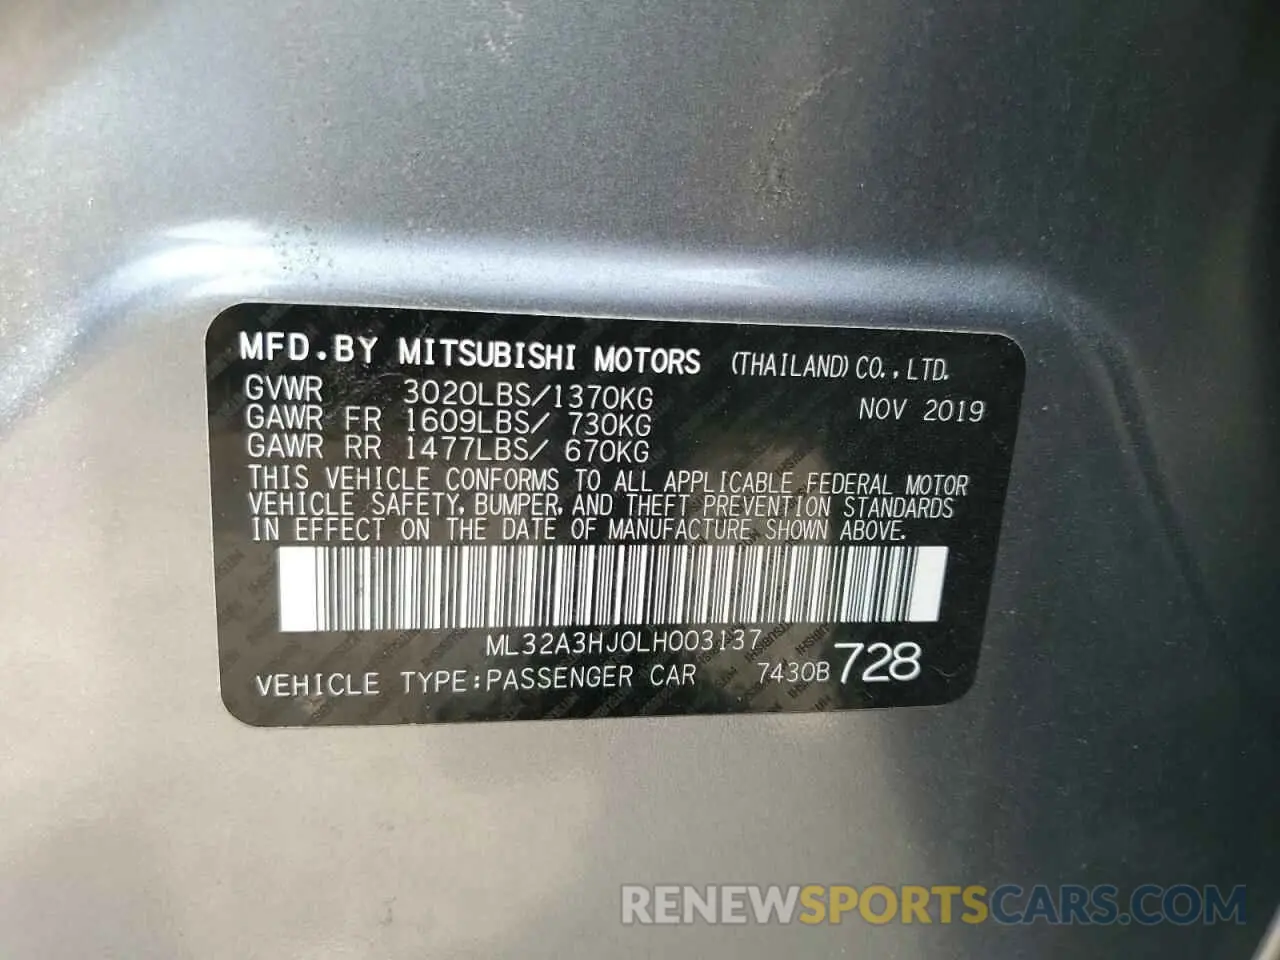 MFD.BY MITSUBISHI MOTORS (THAILAND) CO., LTD.
GVWR 3020LBS/1370KG NOV 2019
GAWR FR 1609LBS/ 730KG
GAWR RR 1477LBS/ 670KG
THIS VEHICLE CONFORMS TO ALL APPLICABLE FEDERAL MOTOR
VEHICLE SAFETY, BUMPER, AND THEFT PREVENTION STANDARDS
IN EFFECT ON THE DATE OF MANUFACTURE SHOWN ABOVE.
ML32A3HJ0LH003137
VEHICLE TYPE:PASSENGER CAR 7430B 728
RENEWSPORTSCARS.COM